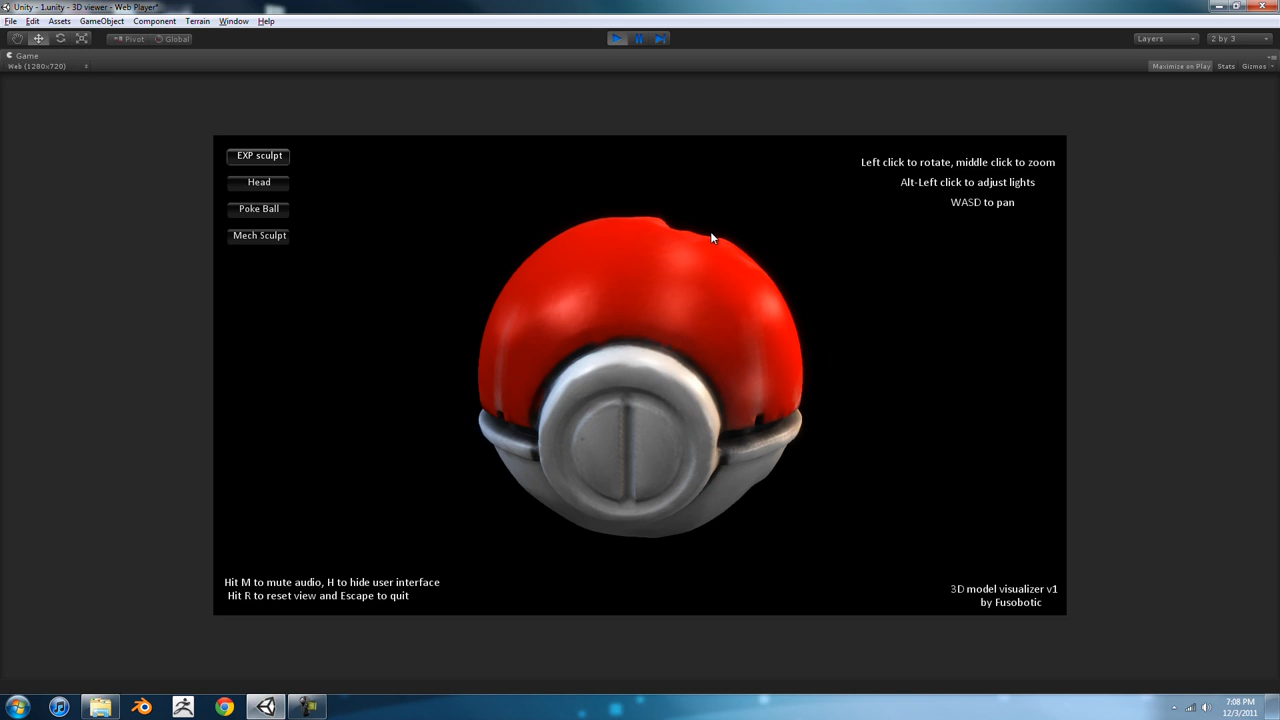 Unity - 1.unity - 3D viewer - Web Player*
File Edit Assets GameObject Component Terrain Window Help
Pivot Global Layers 2 by 3
Game
Web (1280x720) Maximize on Play Stats Gizmos
EXP sculpt
Head
Poke Ball
Mech Sculpt
Left click to rotate, middle click to zoom
Alt-Left click to adjust lights
WASD to pan
Hit M to mute audio, H to hide user interface
Hit R to reset view and Escape to quit
3D model visualizer v1
by Fusobotic
7:08 PM
12/3/2011